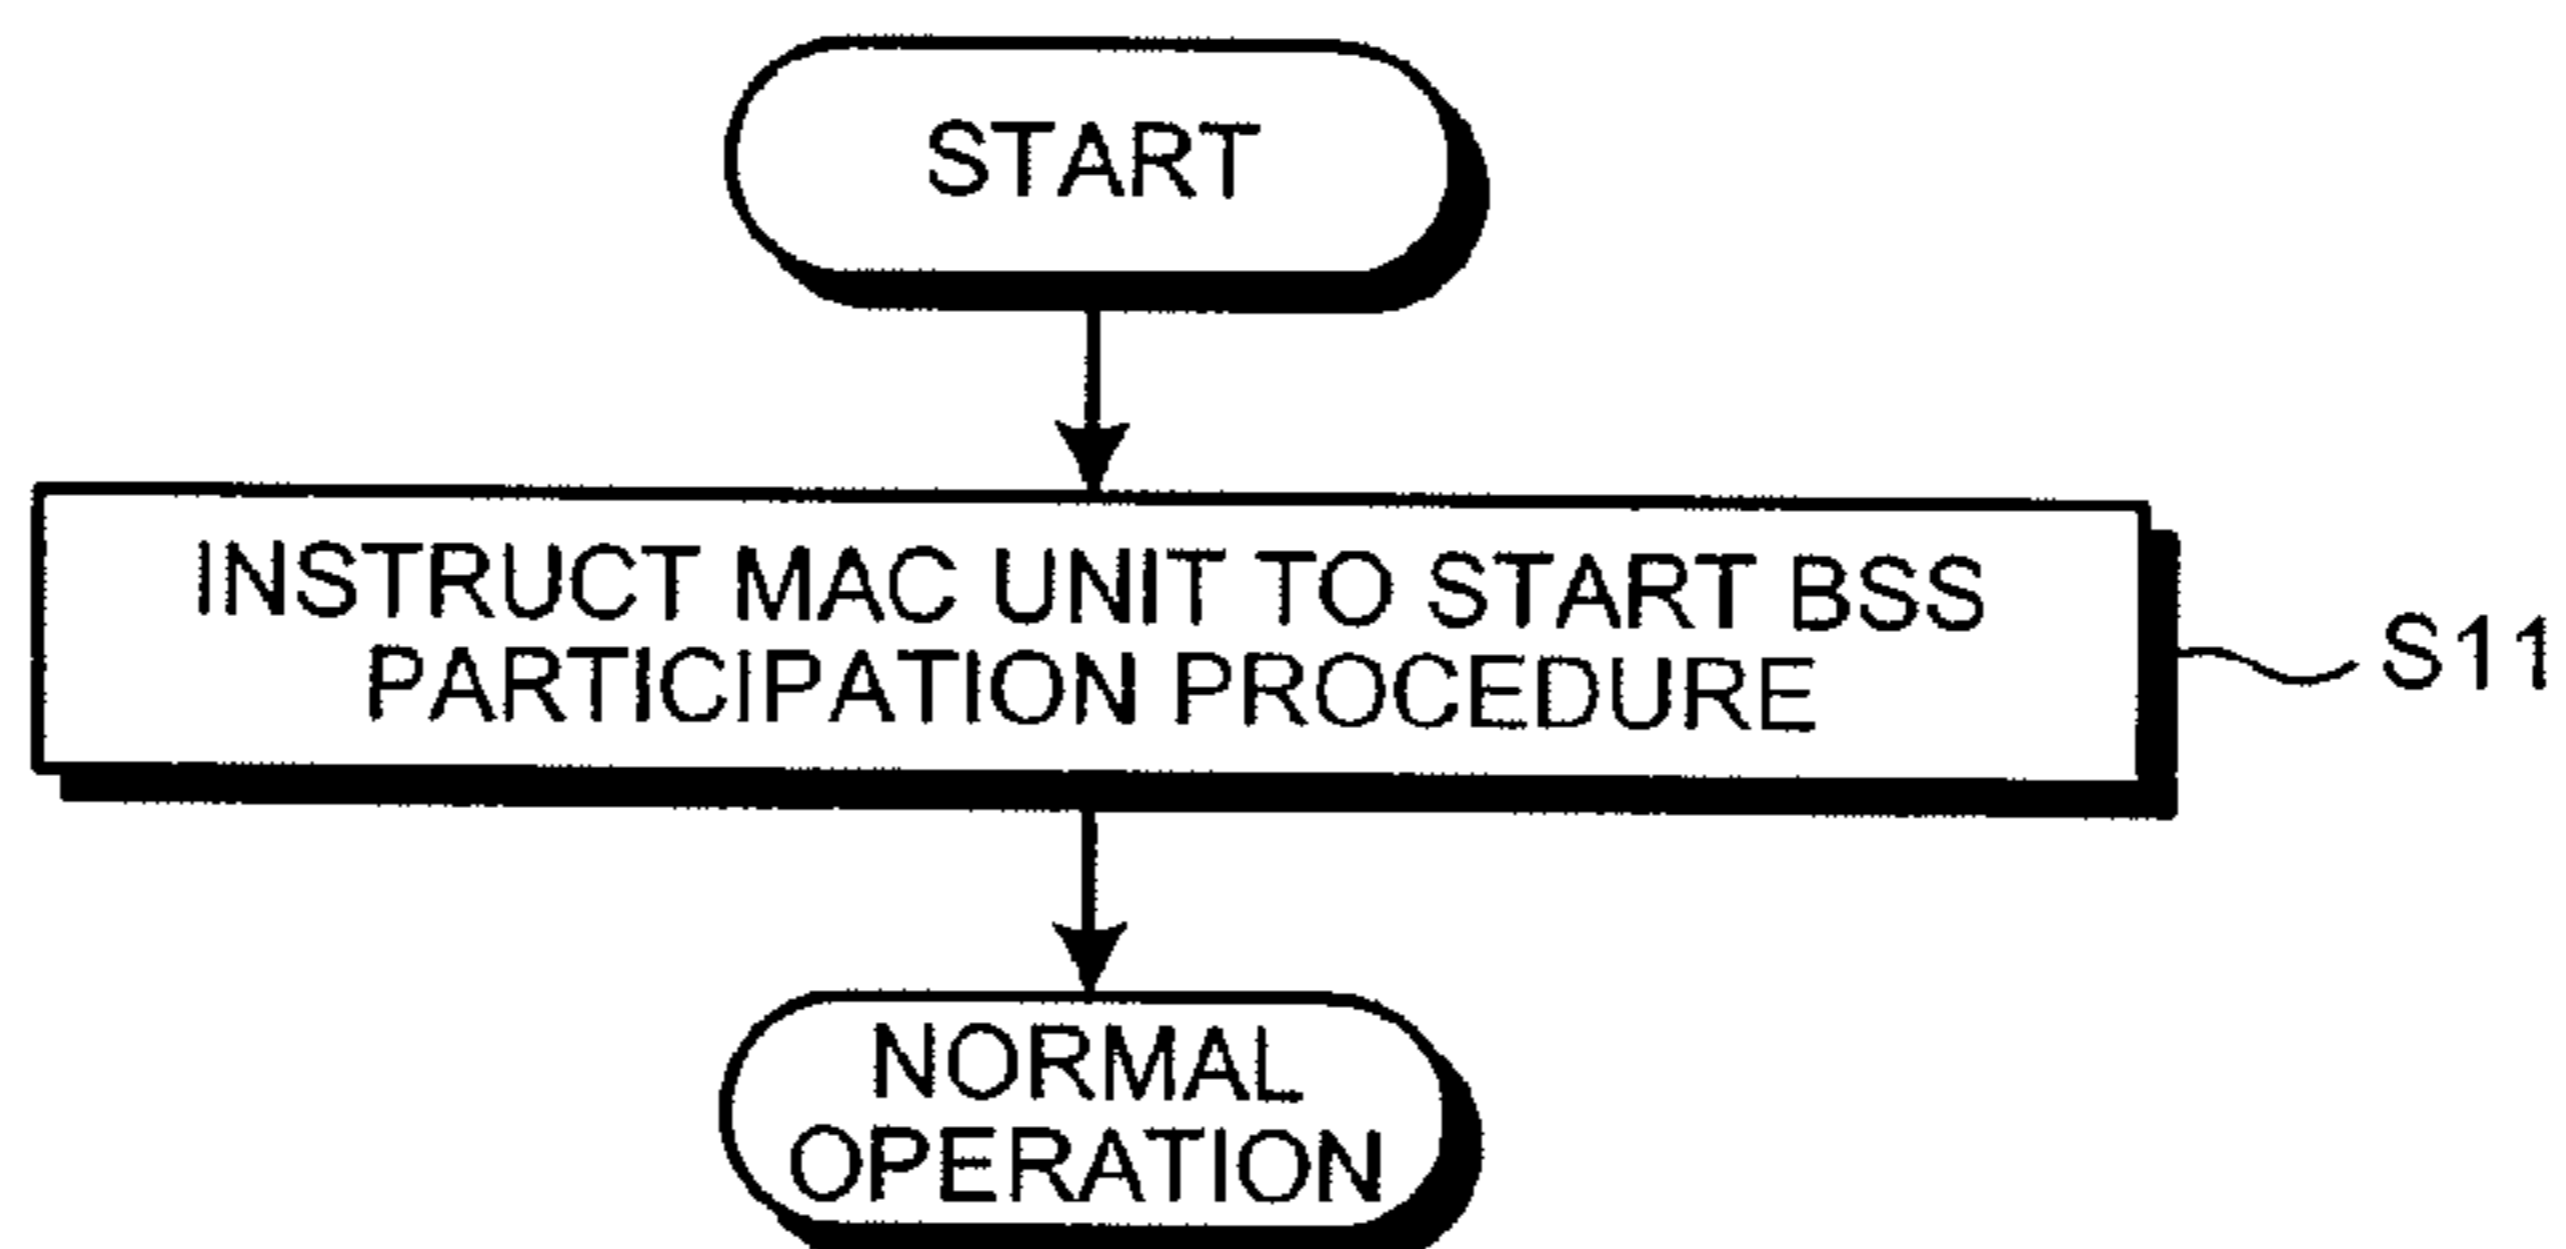 START
INSTRUCT MAC UNIT TO START BSS
PARTICIPATION PROCEDURE
S11
NORMAL
OPERATION